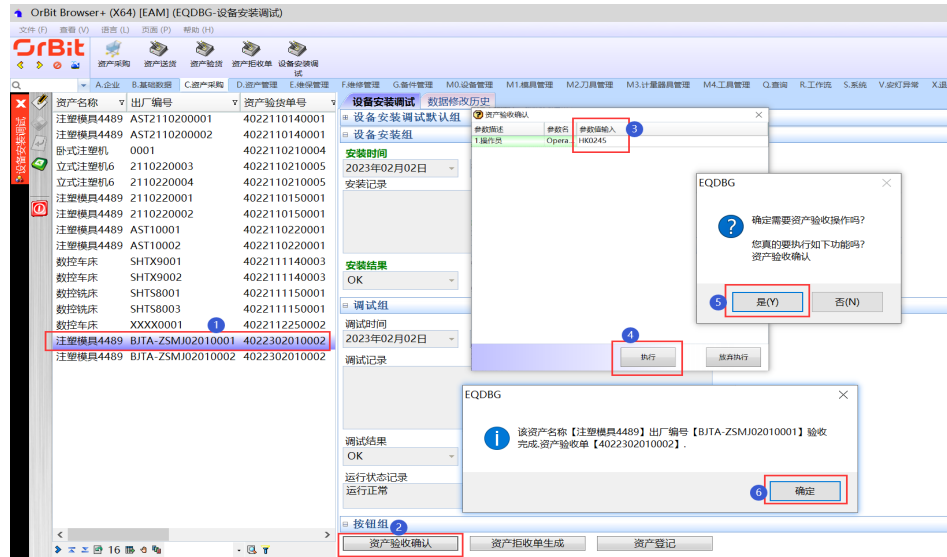 OrBit Browser+ (X64) [EAM] (EQDBG-设备安装调试)
文件(F) 查看(V) 语言(L) 页面(P) 帮助(H)
OrBit
资产采购 资产送货 资产验货 资产拒收单 设备安装调试
A.企业 B.基础数据 C.资产采购 D.资产管理 E.维保管理 F.维修管理 G.备件管理 M0.设备管理 M1.模具管理 M2.刀具管理 M3.计量器具管理 M4.工具管理 Q.查询 R.工作流 S.系统 V.安灯异常 X.退
设备安装调试
资产名称 出厂编号 资产验货单号
注塑模具4489 AST2110200001 4022110140001
注塑模具4489 AST2110200002 4022110140001
卧式注塑机 0001 4022110210004
立式注塑机6 2110220003 4022110210005
立式注塑机6 2110220004 4022110210005
注塑模具4489 2110220001 4022110150001
注塑模具4489 2110220002 4022110150001
注塑模具4489 AST10001 4022110220001
注塑模具4489 AST10002 4022110220001
数控车床 SHTX9001 4022111140003
数控车床 SHTX9002 4022111140003
数控铣床 SHTS8001 4022111150001
数控铣床 SHTS8003 4022111150001
数控车床 XXXX0001 1 4022112250002
注塑模具4489 BJTA-ZSMJ02010001 4022302010002
注塑模具4489 BJTA-ZSMJ02010002 4022302010002
16
设备安装调试 数据修改历史
设备安装调试默认组
设备安装组
安装时间
2023年02月02日
安装记录
安装结果
OK
调试组
调试时间
2023年02月02日
调试记录
调试结果
OK
运行状态记录
运行正常
按钮组 2
资产验收确认 资产拒收单生成 资产登记
资产验收确认
参数描述 参数名 参数值输入 3
1.操作员 Opera... HK0245
4
执行 放弃执行
EQDBG
确定需要资产验收操作吗?
您真的要执行如下功能吗?
资产验收确认
5 是(Y) 否(N)
EQDBG
该资产名称【注塑模具4489】出厂编号【BJTA-ZSMJ02010001】验收
完成.资产验收单【4022302010002】.
6 确定